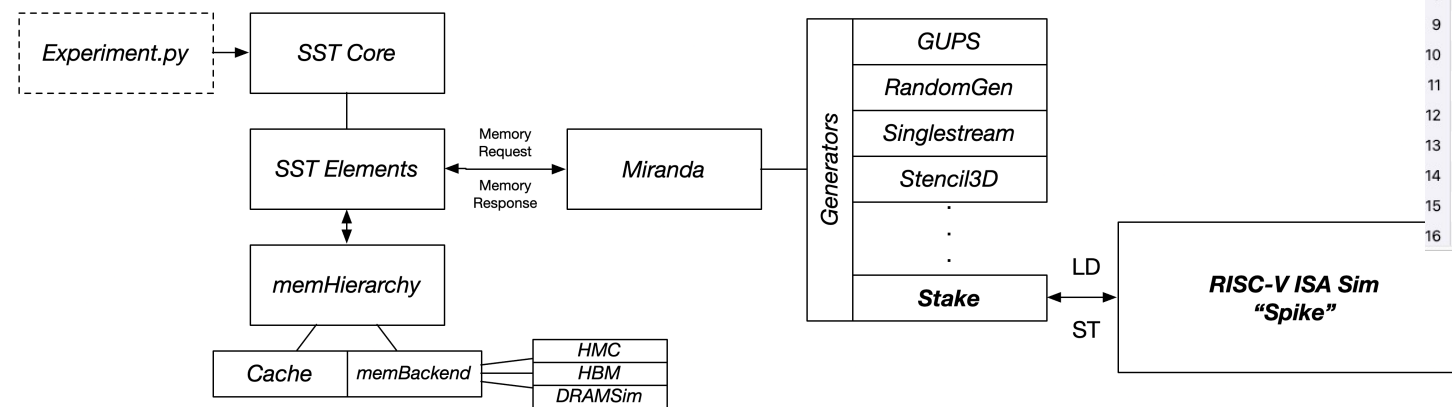 Experiment.py
SST Core
SST Elements
Memory
Request
Memory
Response
Miranda
memHierarchy
Cache
memBackend
HMC
HBM
DRAMSim
Generators
GUPS
RandomGen
Singlestream
Stencil3D
.
.
.
Stake
LD
ST
RISC-V ISA Sim
“Spike”
9
10
11
12
13
14
15
16